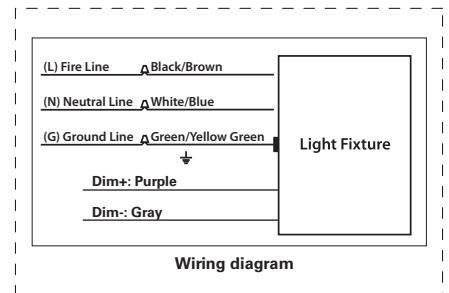 (L) Fire Line Black/Brown
(N) Neutral Line White/Blue
(G) Ground Line Green/Yellow Green
Light Fixture
Dim+: Purple
Dim-: Gray
Wiring diagram